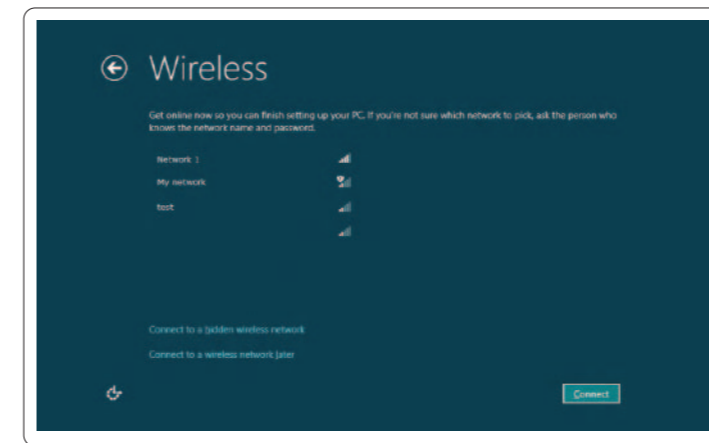 Wireless
Get online now so you can finish setting up your PC. If you're not sure which network to pick, ask the person who
knows the network name and password.
Network 1
My network
test
Connect to a hidden wireless network
Connect to a wireless network later
Connect